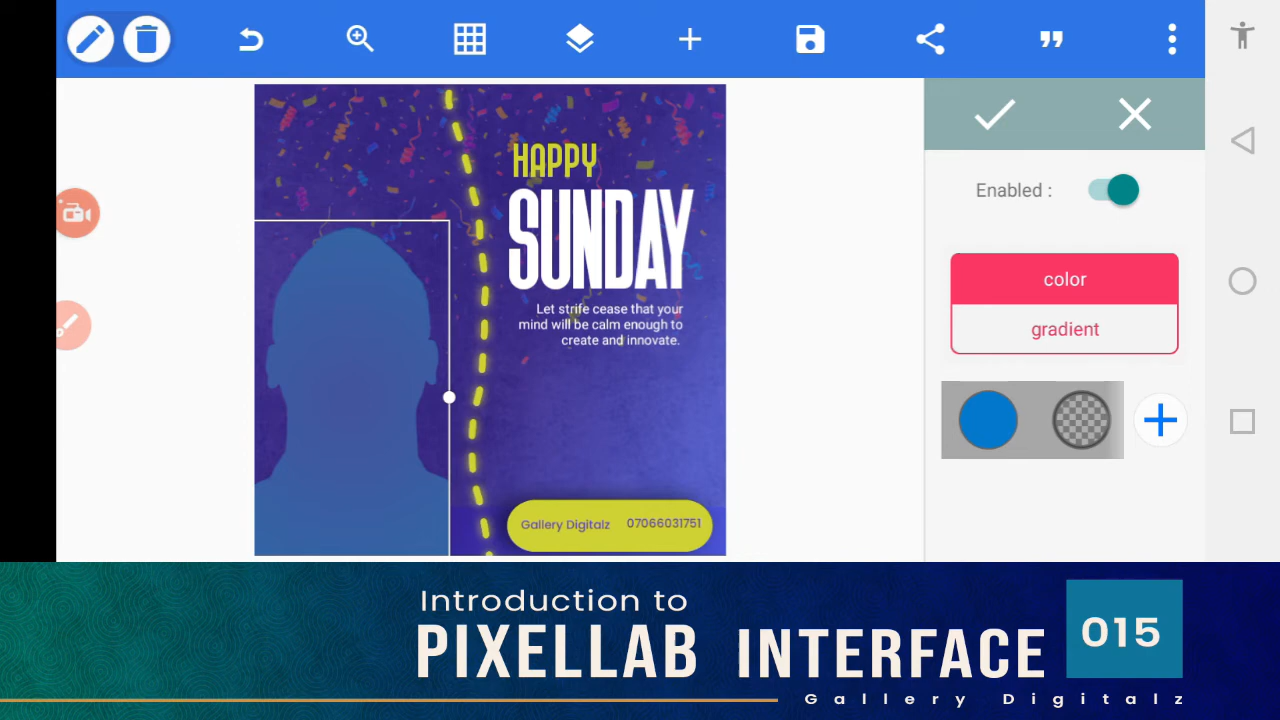 HAPPY
SUNDAY
Let strife cease that your
mind will be calm enough to
create and innovate.
Gallery Digitalz 07066031751
Enabled :
color
gradient
Introduction to
PIXELLAB INTERFACE
015
Gallery Digitalz